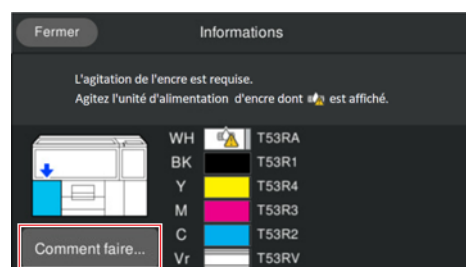 Fermer
Informations
L'agitation de l'encre est requise.
Agitez l'unité d'alimentation d'encre dont est affiché.
WH T53RA
BK T53R1
Y T53R4
M T53R3
C T53R2
Vr T53RV
Comment faire...